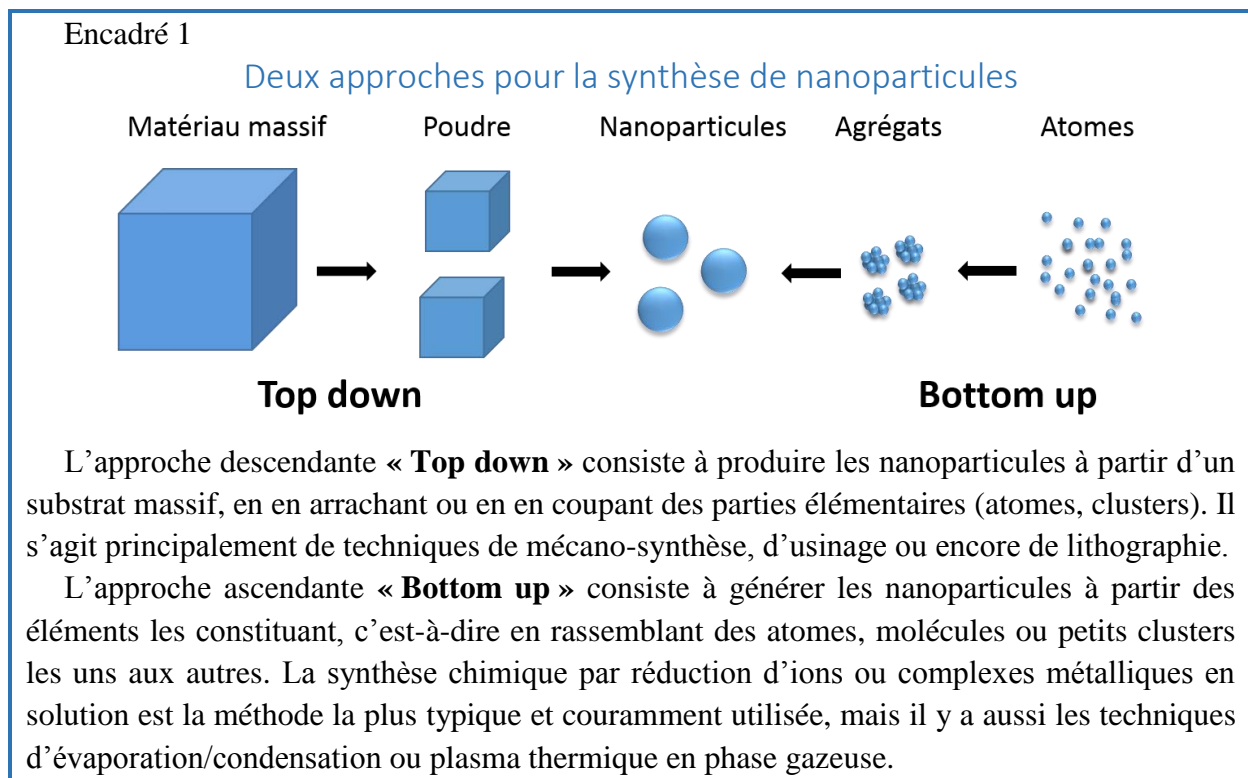 Encadré 1
Deux approches pour la synthèse de nanoparticules
Matériau massif Poudre Nanoparticules Agrégats Atomes
Top down Bottom up
L’approche descendante « Top down » consiste à produire les nanoparticules à partir d’un
substrat massif, en en arrachant ou en en coupant des parties élémentaires (atomes, clusters). Il
s’agit principalement de techniques de mécano-synthèse, d’usinage ou encore de lithographie.
L’approche ascendante « Bottom up » consiste à générer les nanoparticules à partir des
éléments les constituant, c’est-à-dire en rassemblant des atomes, molécules ou petits clusters
les uns aux autres. La synthèse chimique par réduction d’ions ou complexes métalliques en
solution est la méthode la plus typique et couramment utilisée, mais il y a aussi les techniques
d’évaporation/condensation ou plasma thermique en phase gazeuse.